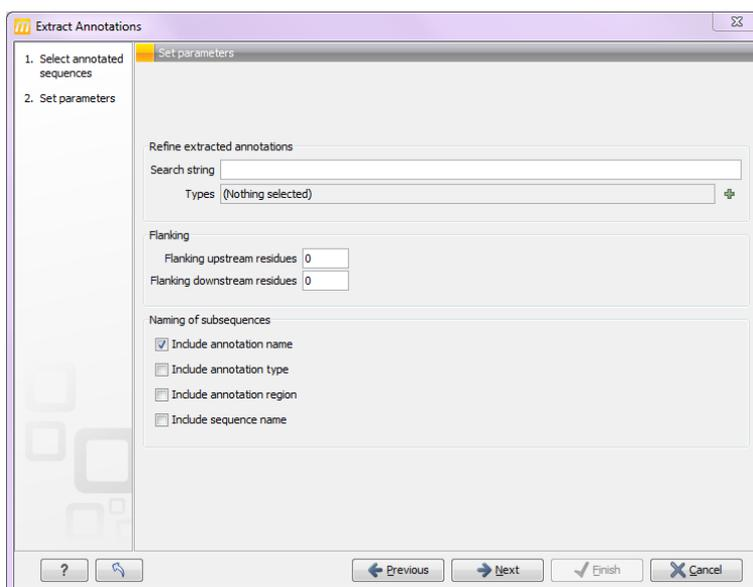 Extract Annotations
1. Select annotated
sequences
2. Set parameters
Set parameters
Refine extracted annotations
Search string
Types (Nothing selected)
Flanking
Flanking upstream residues 0
Flanking downstream residues 0
Naming of subsequences
Include annotation name
Include annotation type
Include annotation region
Include sequence name
? Previous Next Finish Cancel